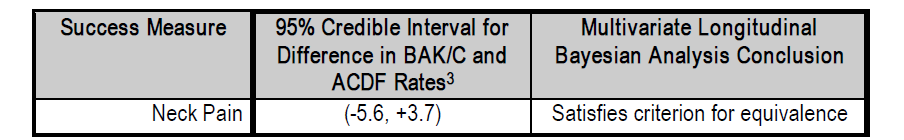 Success Measure
95% Credible Interval for
Difference in BAK/C and
ACDF Rates3
Multivariate Longitudinal
Bayesian Analysis Conclusion
Neck Pain
(-5.6, +3.7)
Satisfies criterion for equivalence